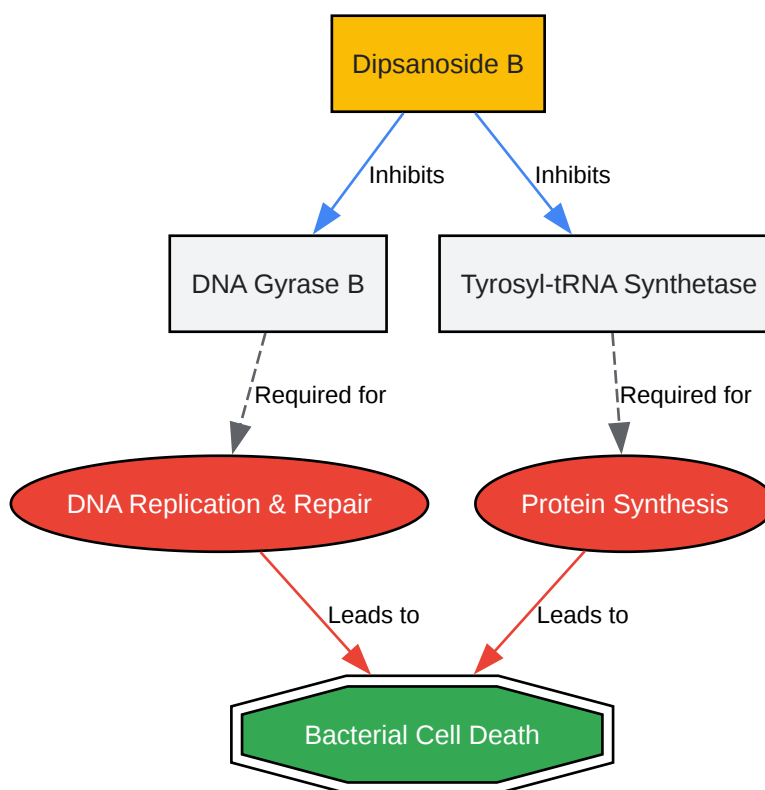 Dipsanoside B
Inhibits
Inhibits
DNA Gyrase B
Tyrosyl-tRNA Synthetase
Required for
Required for
DNA Replication & Repair
Protein Synthesis
Leads to
Leads to
Bacterial Cell Death